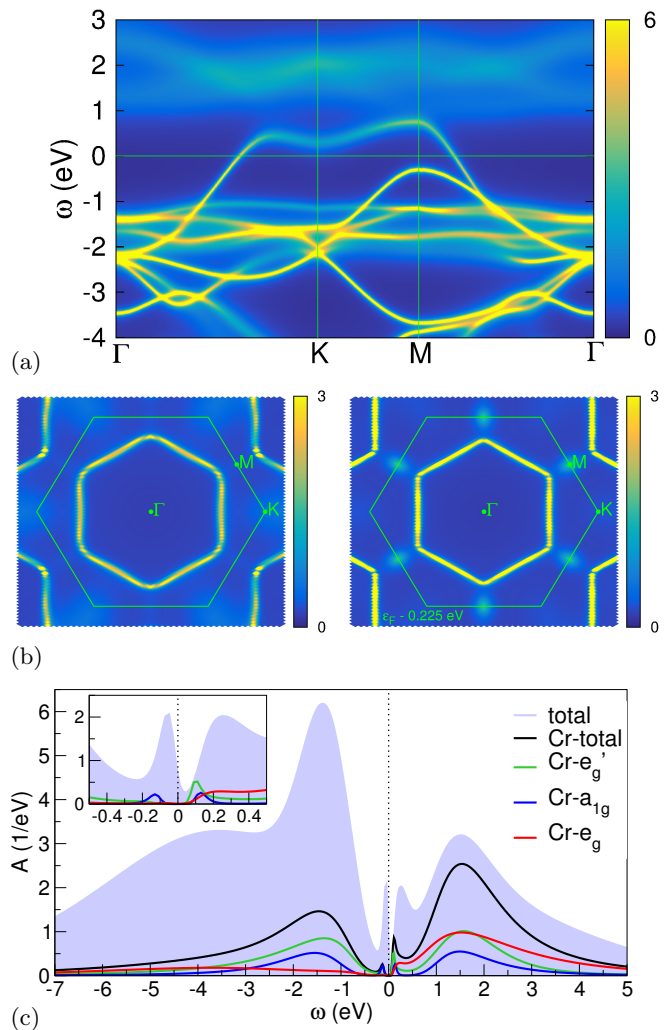 3
2
1
0
-1
-2
-3
-4
ω (eV)
Γ K M Γ
6
0
(a)
Γ M K
3
0
Γ M K
ε_F - 0.225 eV
3
0
(b)
2
1
0
-0.4 -0.2 0 0.2 0.4
6
5
4
3
2
1
0
A (1/eV)
total
Cr-total
Cr-e_g'
Cr-a_1g
Cr-e_g
-7 -6 -5 -4 -3 -2 -1 0 1 2 3 4 5
ω (eV)
(c)